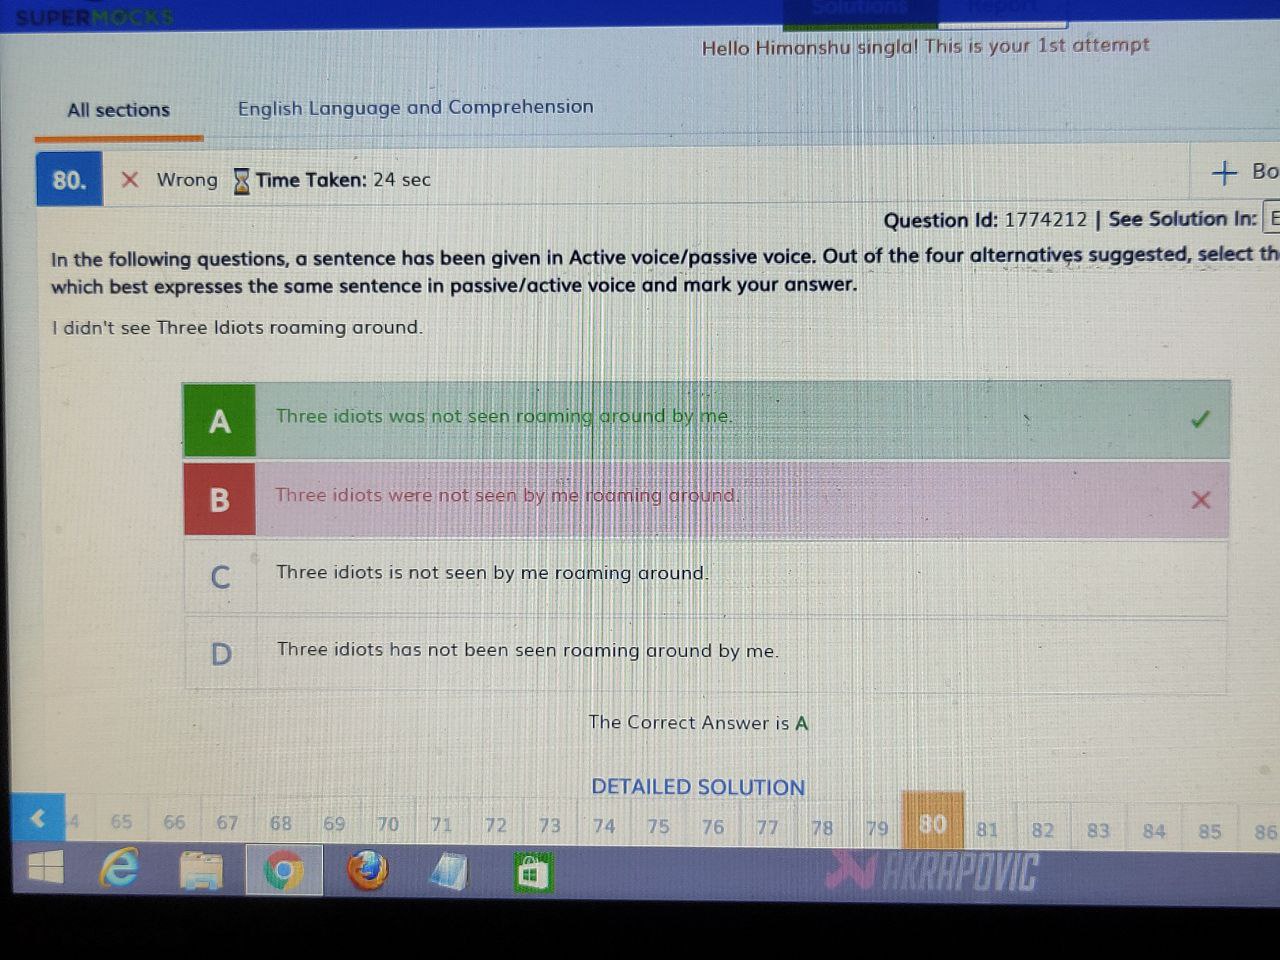 SUPERMOCKS
Solutions
Report
Hello Himanshu singla! This is your 1st attempt
All sections
English Language and Comprehension
80.
Wrong
Time Taken: 24 sec
Question Id: 1774212 | See Solution In:
In the following questions, a sentence has been given in Active voice/passive voice. Out of the four alternatives suggested, select
which best expresses the same sentence in passive/active voice and mark your answer.
I didn't see Three Idiots roaming around.
A Three idiots was not seen roaming around by me.
B Three idiots were not seen by me roaming around.
C Three idiots is not seen by me roaming around.
D Three idiots has not been seen roaming around by me.
The Correct Answer is A
DETAILED SOLUTION
65 66 67 68 69 70 71 72 73 74 75 76 77 78 79 80 81 82 83 84 85 86
AKRAPOVIC